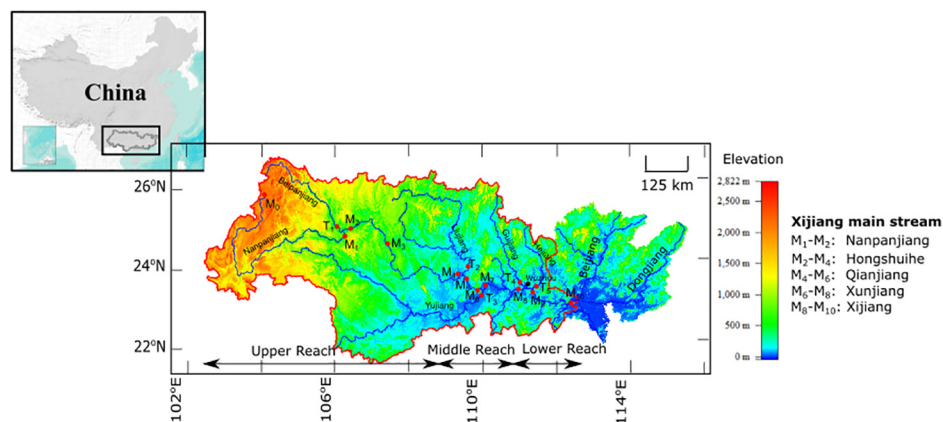 China
26°N
24°N
22°N
102°E
106°E
110°E
114°E
125 km
Beipanjiang
Nanpanjiang
M0
T1
M2
M1
M3
Liujiang
Guijiang
Yujiang
Wuzhou
Beijiang
Dongjiang
Upper Reach
Middle Reach
Lower Reach
Elevation
2,822 m
2,500 m
2,000 m
1,500 m
1,000 m
500 m
0 m
Xijiang main stream
M1-M2: Nanpanjiang
M2-M4: Hongshuihe
M4-M6: Qianjiang
M6-M8: Xunjiang
M8-M10: Xijiang